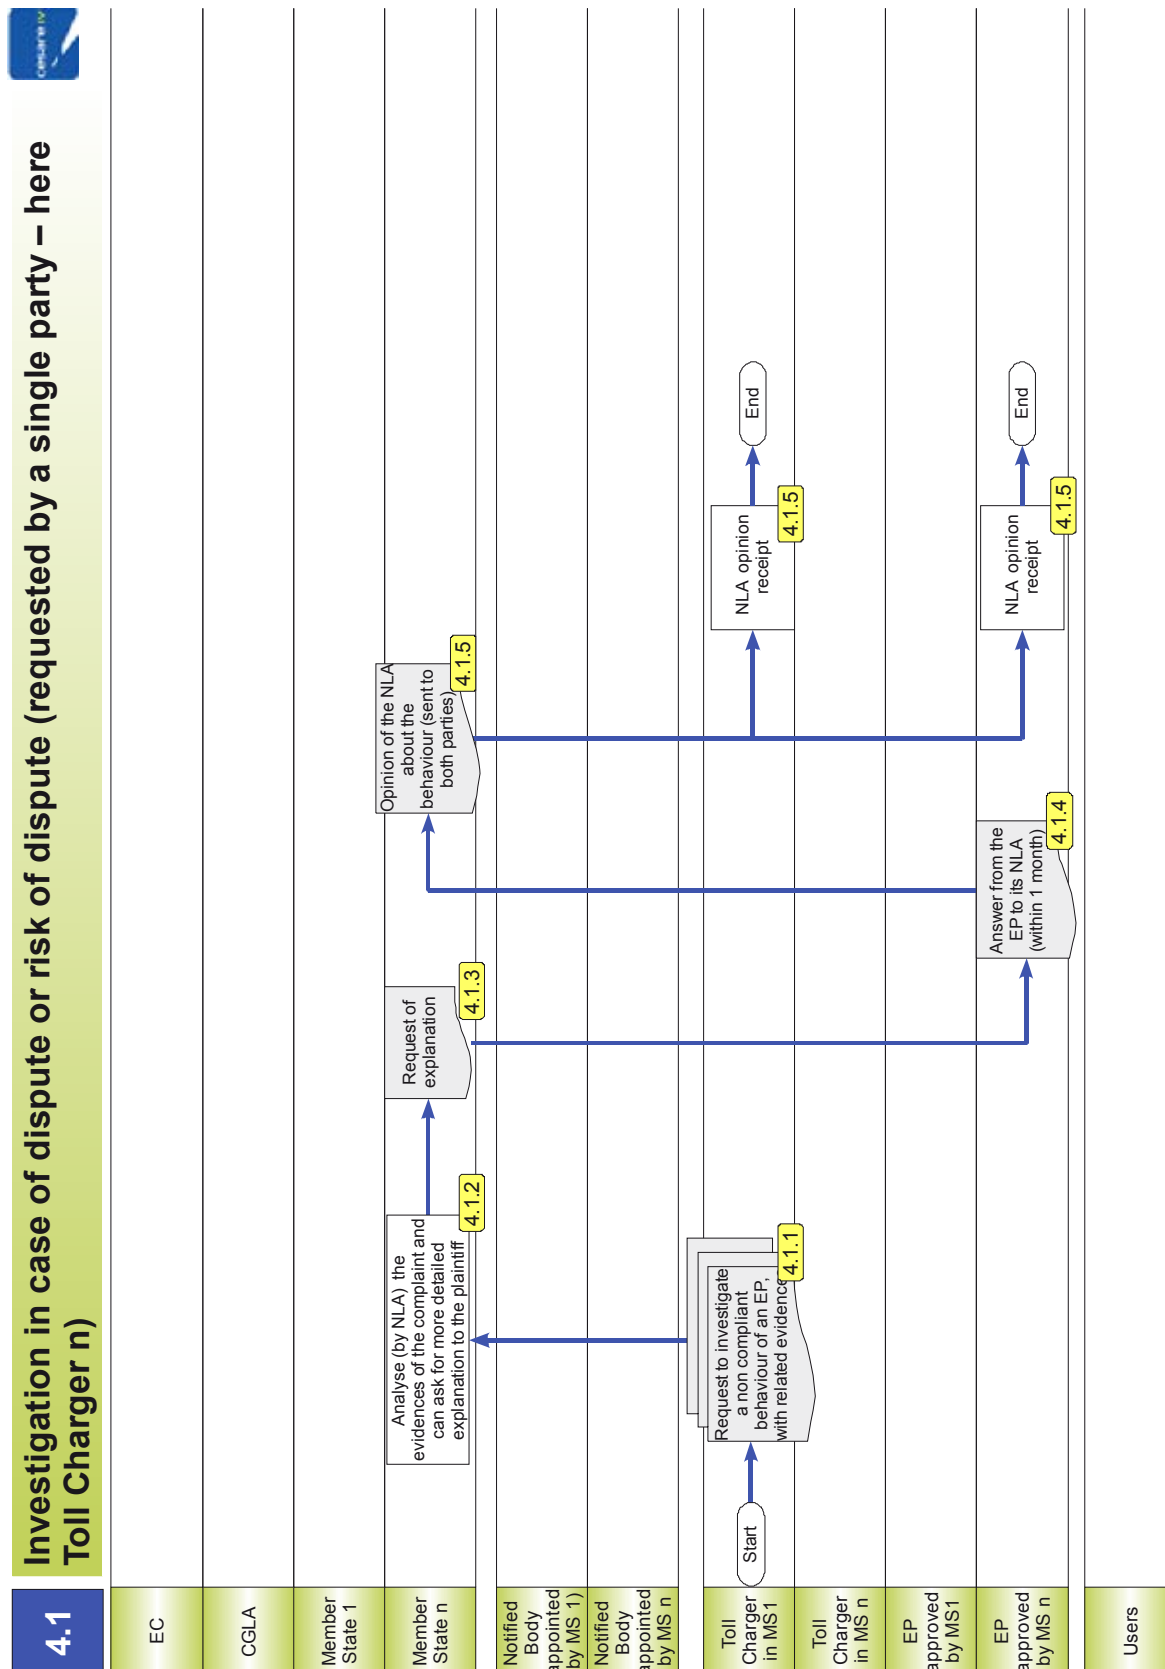 4.1
Investigation in case of dispute or risk of dispute (requested by a single party – here
Toll Charger n)
cesare IV
EC
CGLA
Member
State 1
Member
State n
Analyse (by NLA) the
evidences of the complaint and
can ask for more detailed
explanation to the plaintiff
4.1.2
Request of
explanation
4.1.3
Opinion of the NLA
about the
behaviour (sent to
both parties)
4.1.5
Notified
Body
appointed
by MS 1)
Notified
Body
appointed
by MS n
Toll
Charger
in MS1
Start
Request to investigate
a non compliant
behaviour of an EP,
with related evidence
4.1.1
NLA opinion
receipt
4.1.5
End
Toll
Charger
in MS n
EP
approved
by MS1
EP
approved
by MS n
Answer from the
EP to its NLA
(within 1 month)
4.1.4
NLA opinion
receipt
4.1.5
End
Users